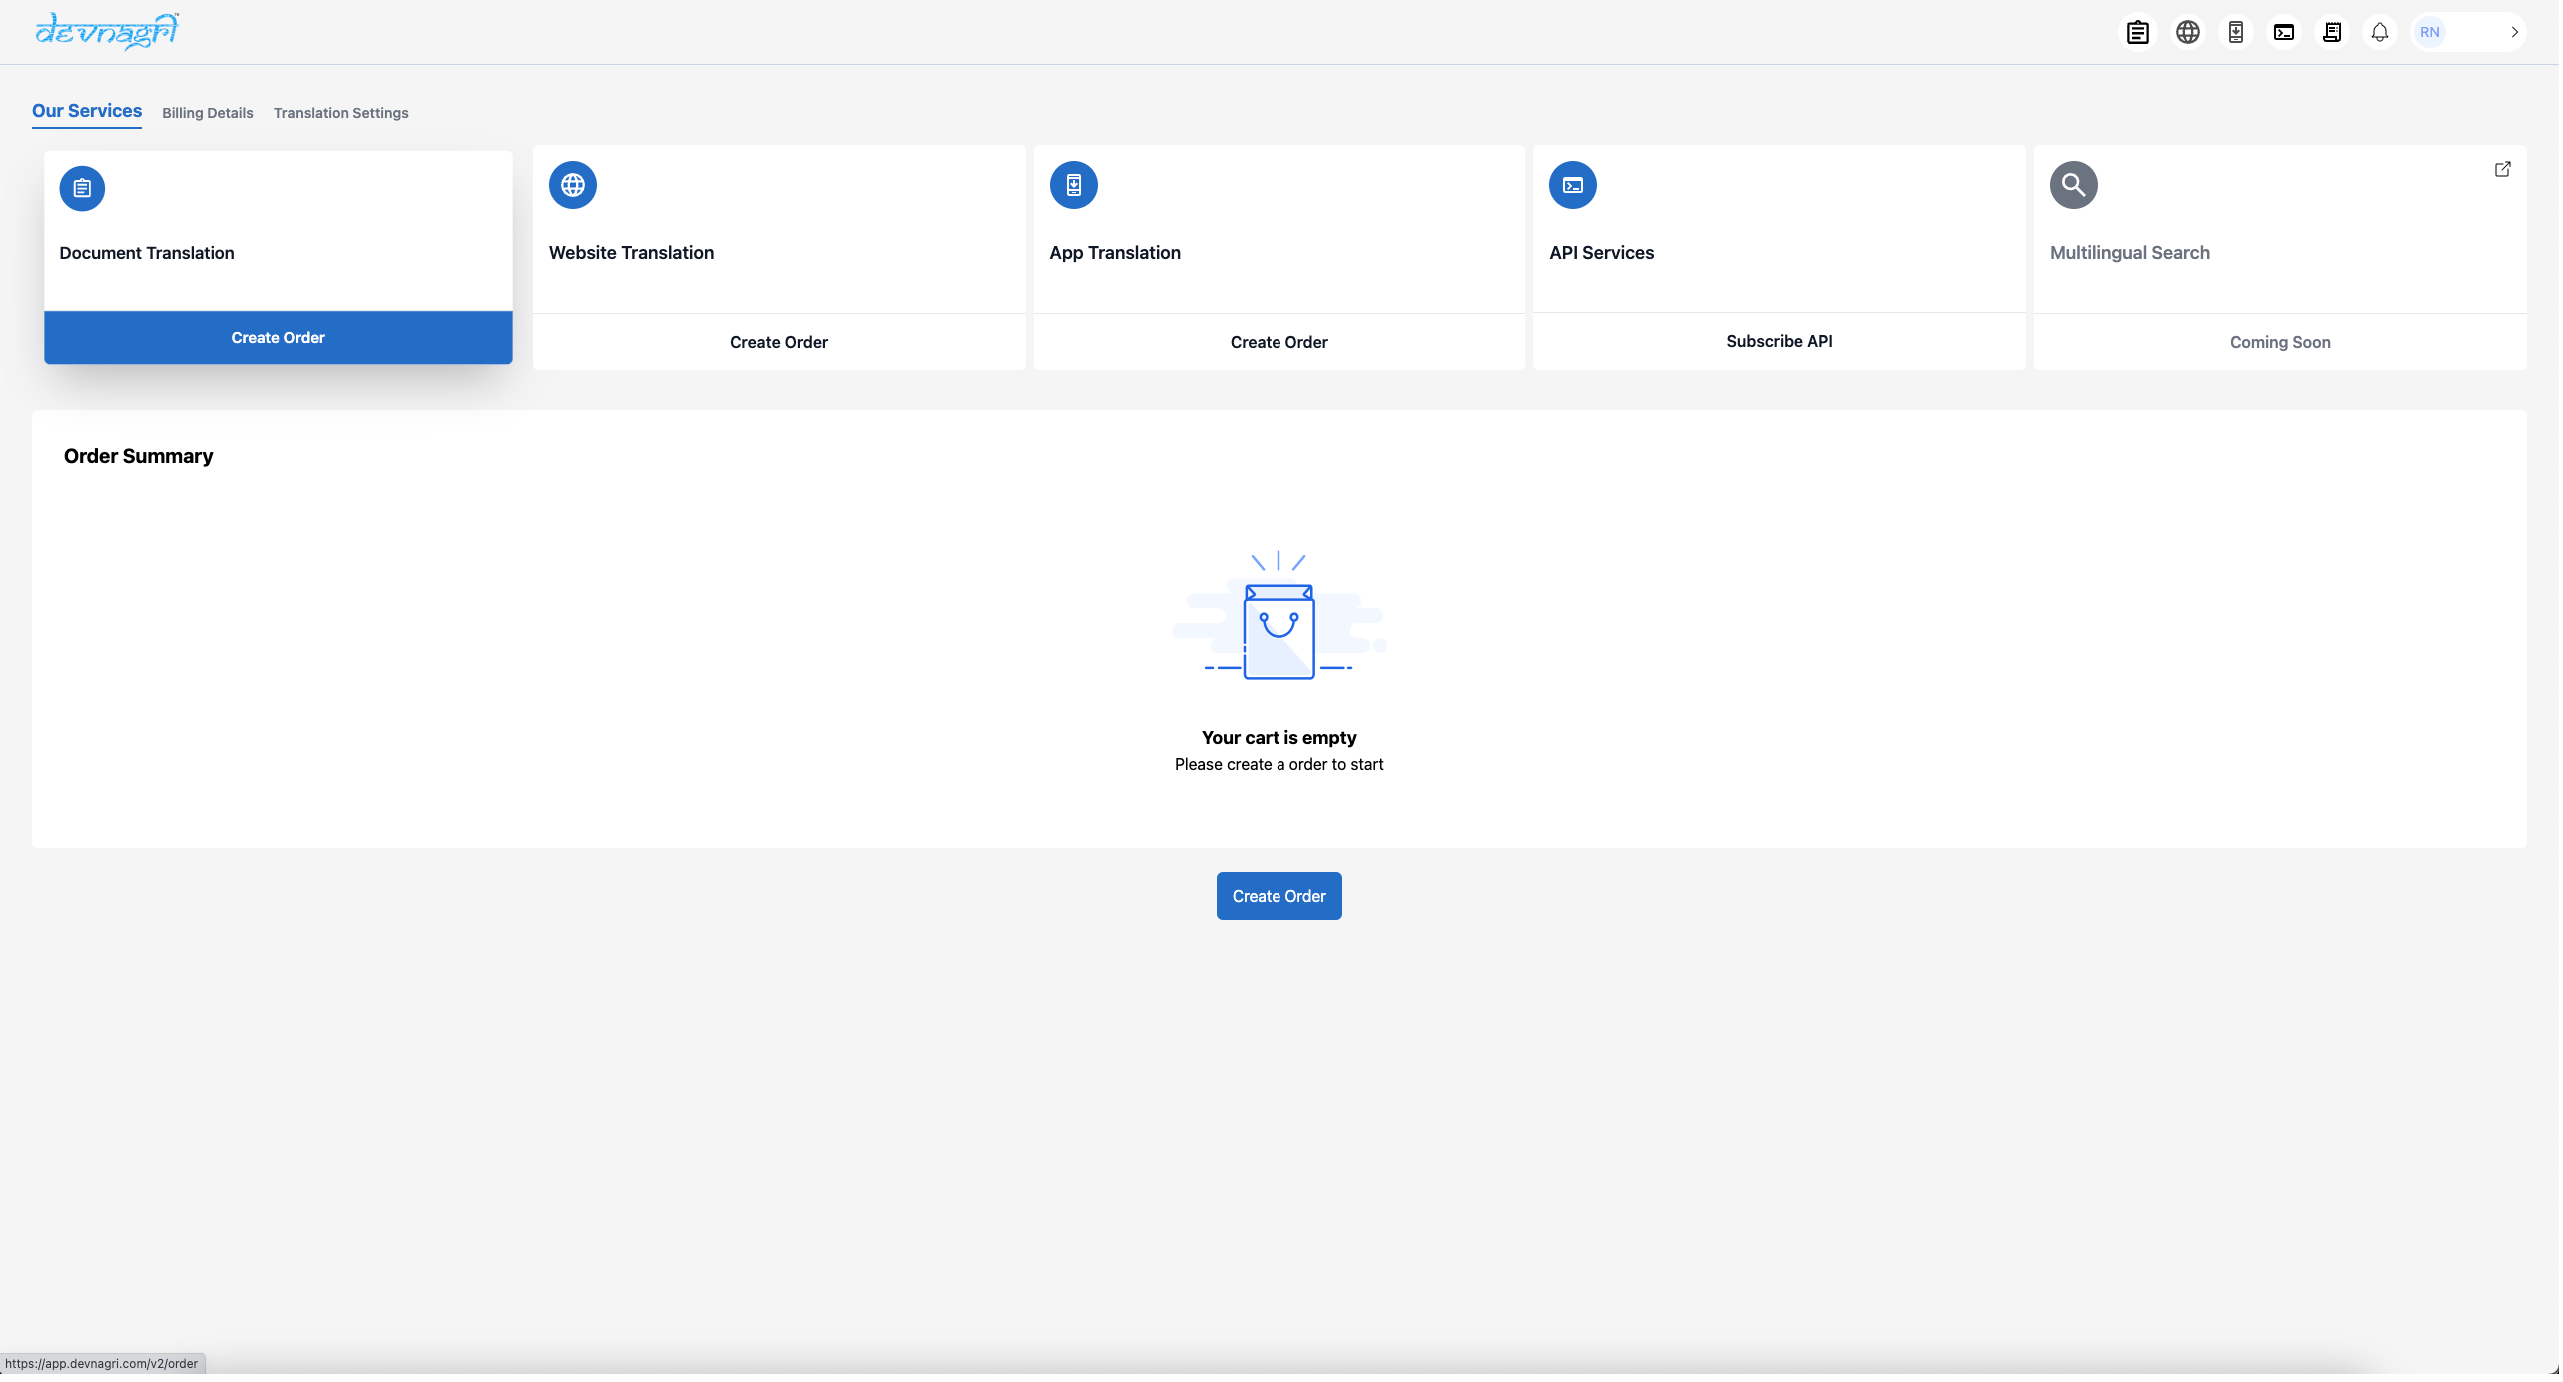 devnagri™
RN
Our Services
Billing Details
Translation Settings
Document Translation
Create Order
Website Translation
Create Order
App Translation
Create Order
API Services
Subscribe API
Multilingual Search
Coming Soon
Order Summary
Your cart is empty
Please create a order to start
Create Order
https://app.devnagri.com/v2/order